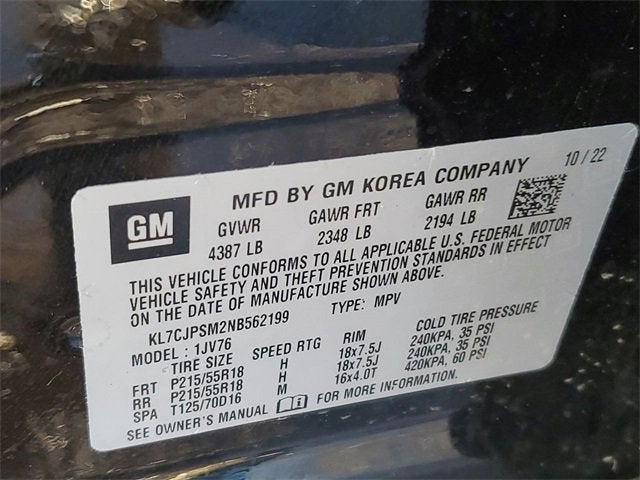 GM
MFD BY GM KOREA COMPANY 10 / 22
GVWR GAWR FRT GAWR RR
4387 LB 2348 LB 2194 LB
THIS VEHICLE CONFORMS TO ALL APPLICABLE U.S. FEDERAL MOTOR
VEHICLE SAFETY AND THEFT PREVENTION STANDARDS IN EFFECT
ON THE DATE OF MANUFACTURE SHOWN ABOVE.
KL7CJPSM2NB562199 TYPE: MPV
MODEL : 1JV76
TIRE SIZE SPEED RTG RIM COLD TIRE PRESSURE
FRT P215/55R18 H 18x7.5J 240KPA, 35 PSI
RR P215/55R18 H 18x7.5J 240KPA, 35 PSI
SPA T125/70D16 M 16x4.0T 420KPA, 60 PSI
SEE OWNER'S MANUAL FOR ADDITIONAL INFORMATION